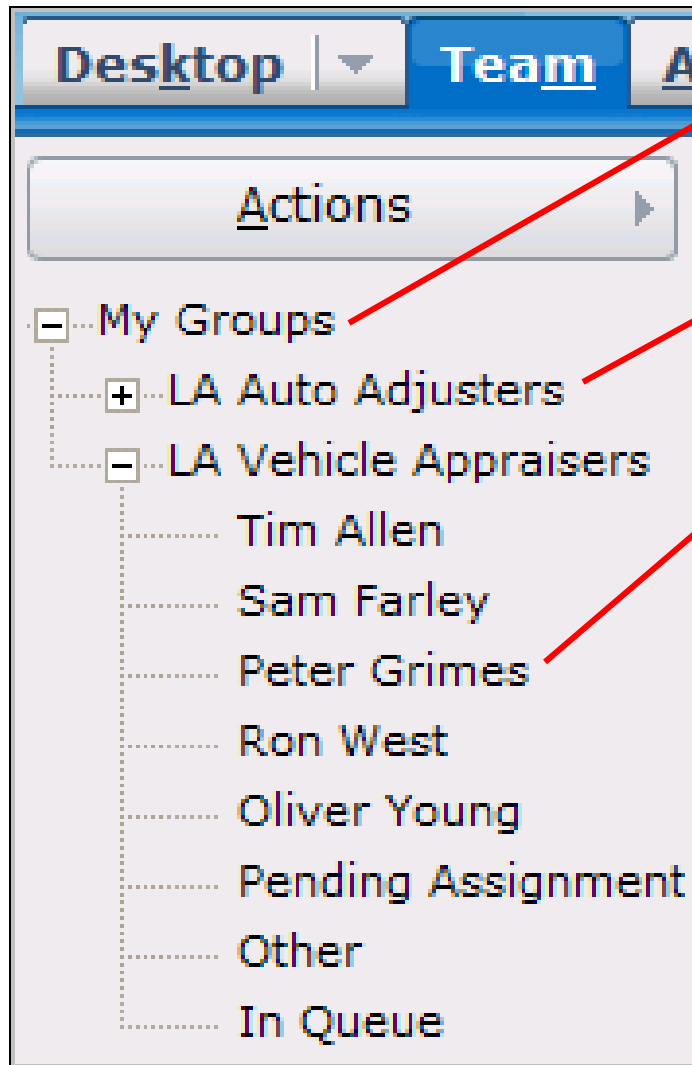 Desktop Team A
Actions
My Groups
LA Auto Adjusters
LA Vehicle Appraisers
Tim Allen
Sam Farley
Peter Grimes
Ron West
Oliver Young
Pending Assignment
Other
In Queue